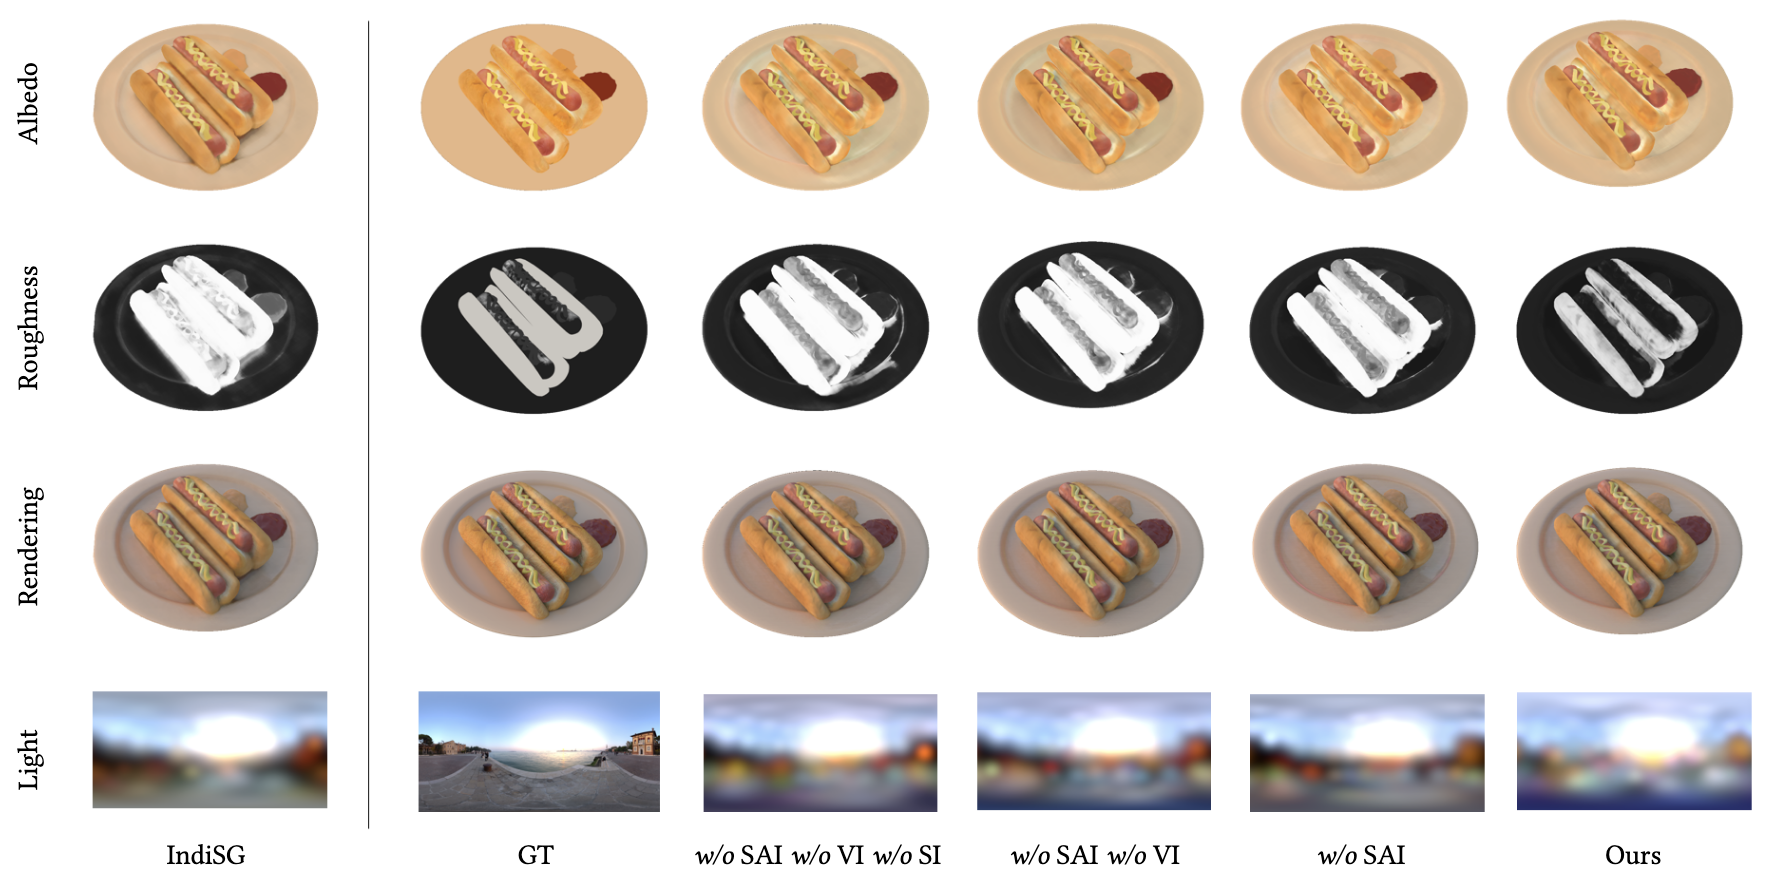 Albedo
Roughness
Rendering
Light
IndiSG
GT
w/o SAI w/o VI w/o SI
w/o SAI w/o VI
w/o SAI
Ours